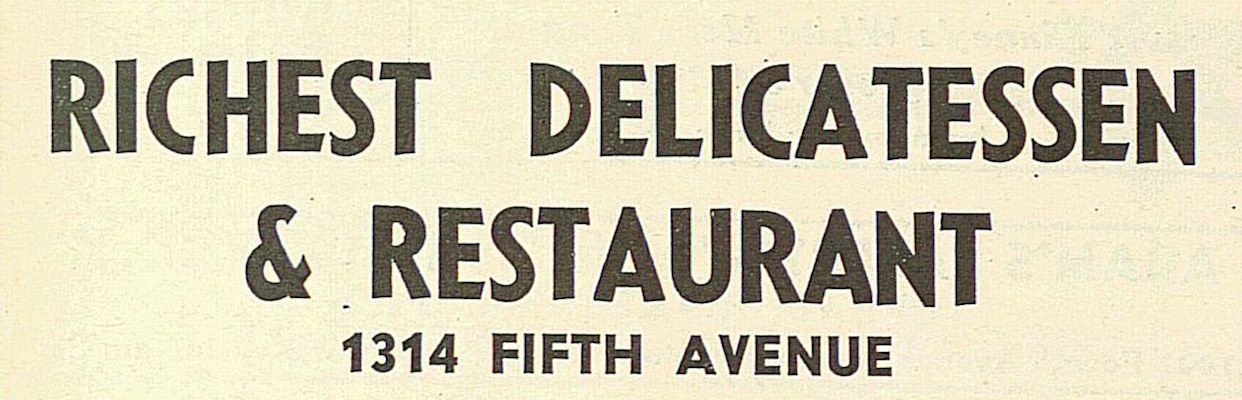 RICHEST DELICATESSEN
& RESTAURANT
1314 FIFTH AVENUE